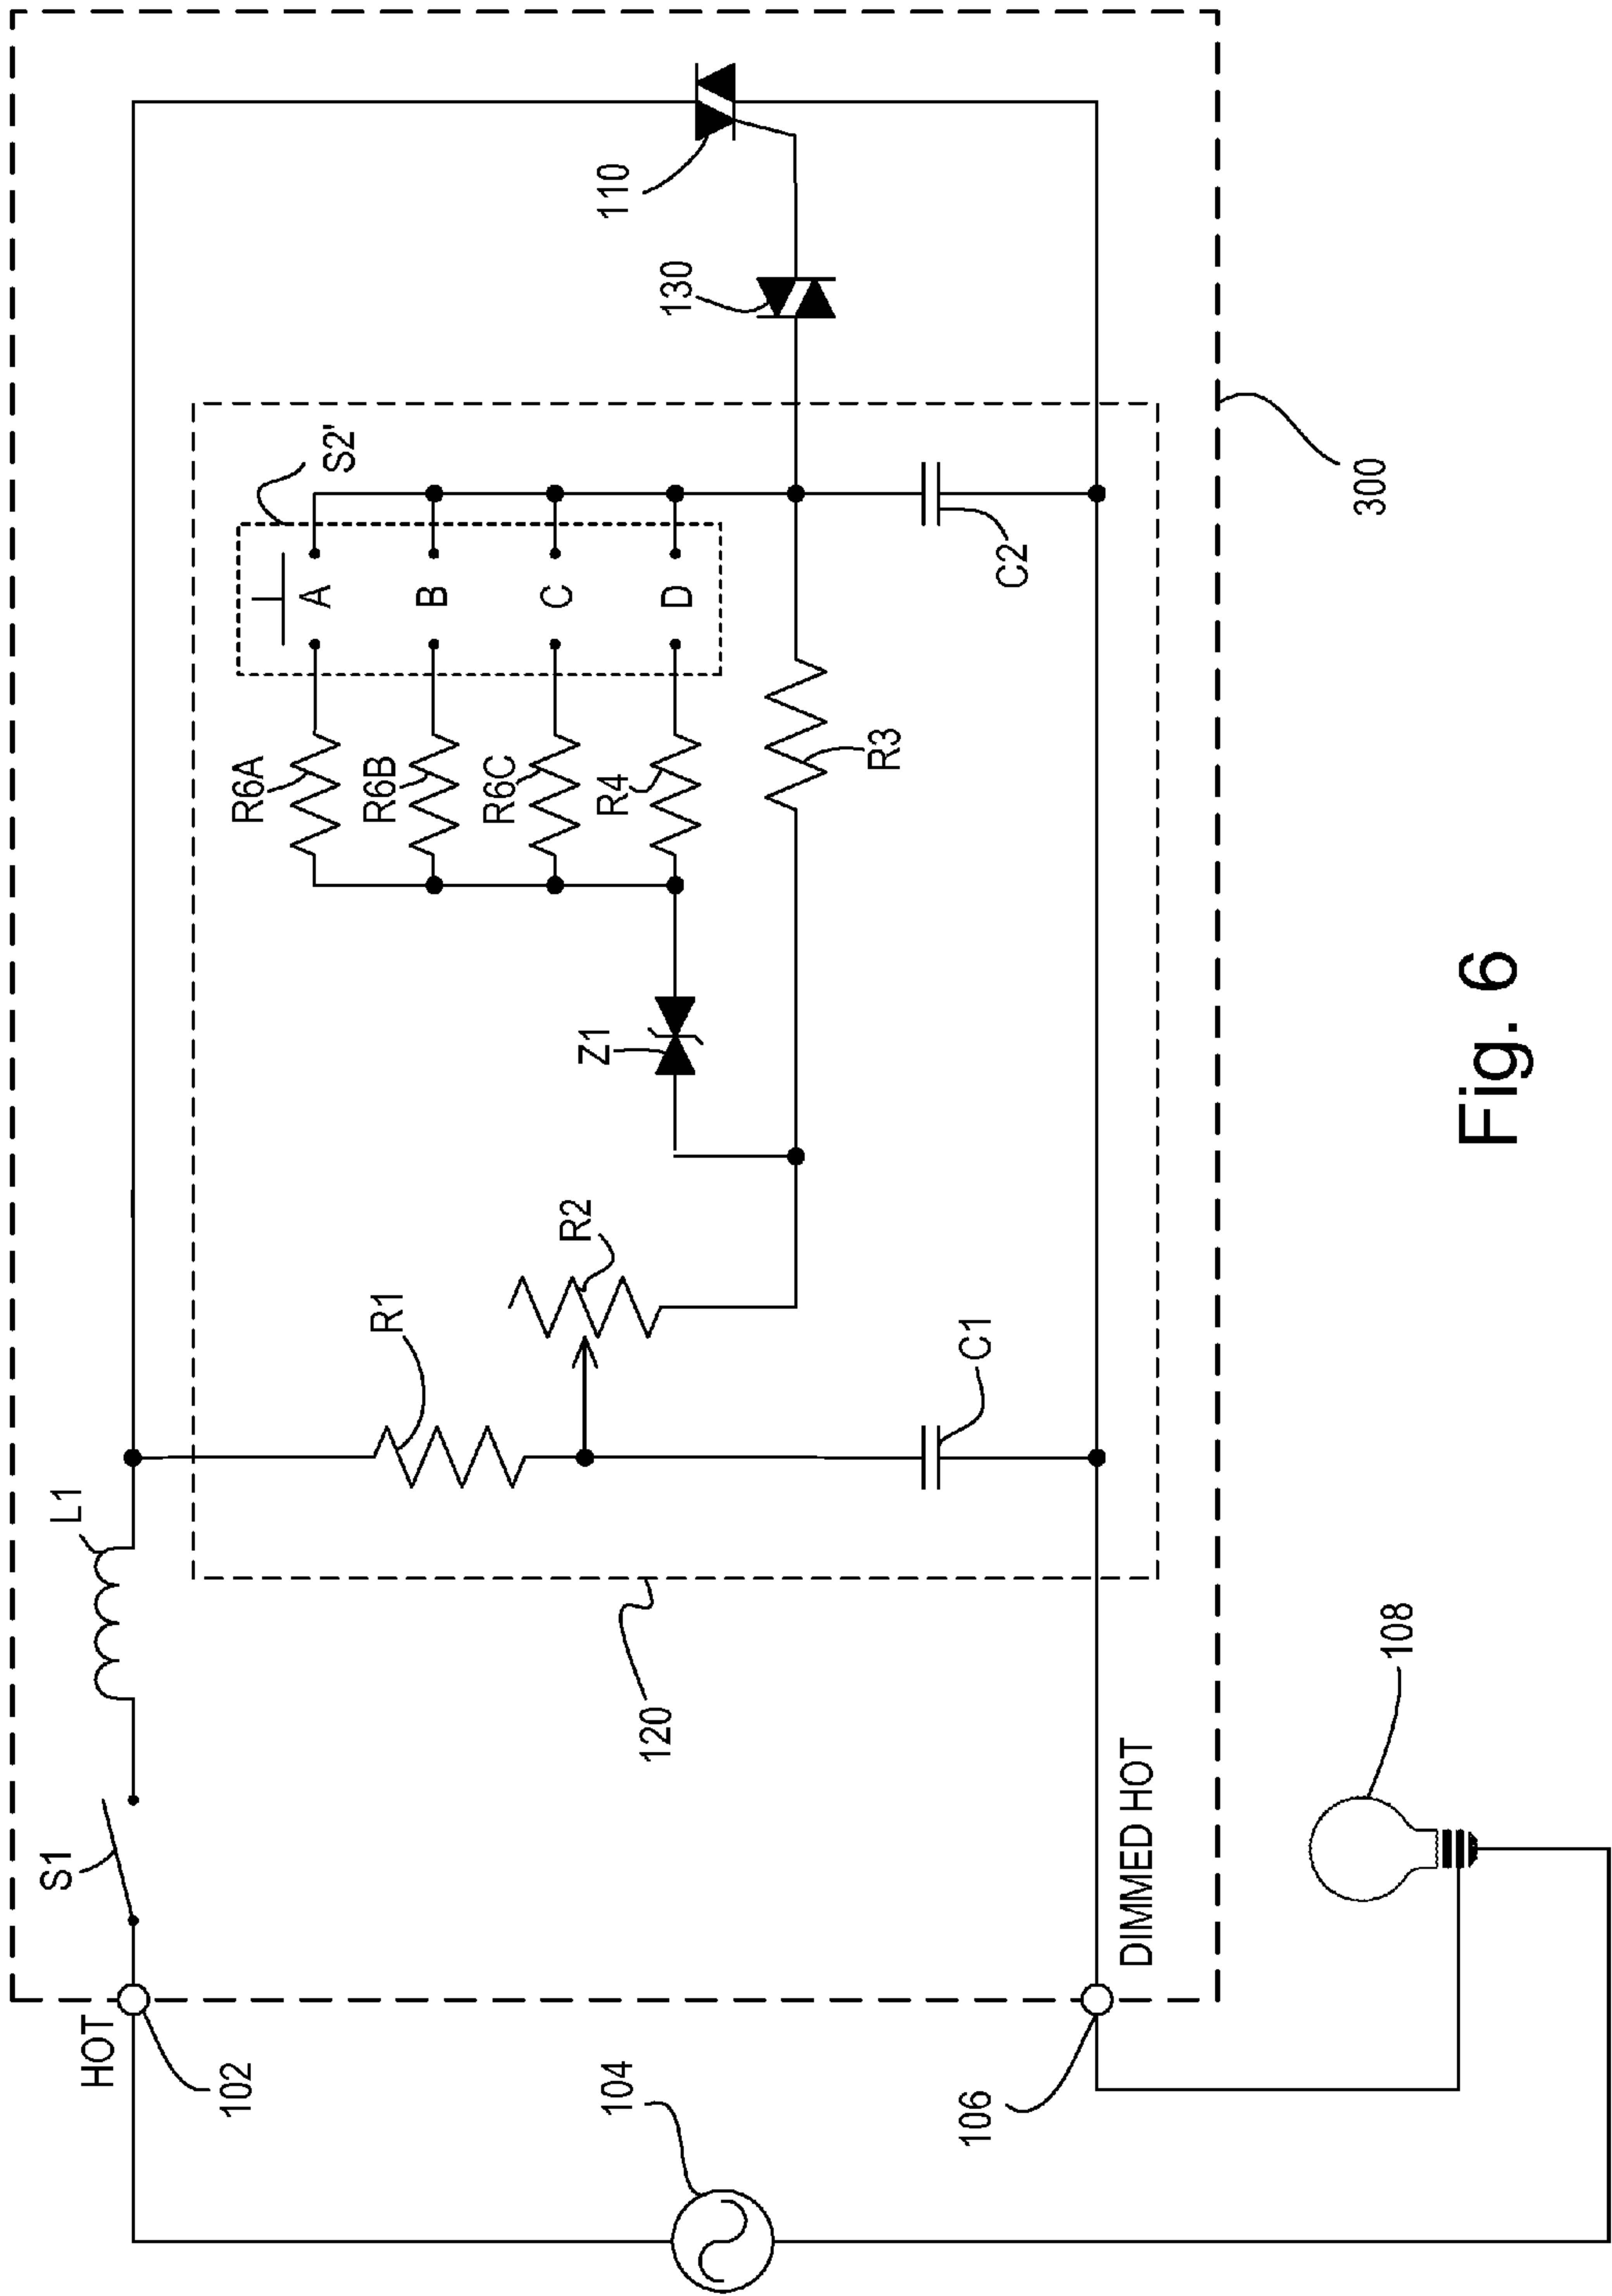 HOT
102
S1
L1
104
120
R1
R2
C1
Z1
R6A
R6B
R6C
R4
R3
S2'
A
B
C
D
C2
130
110
300
106
DIMMED HOT
108
Fig. 6